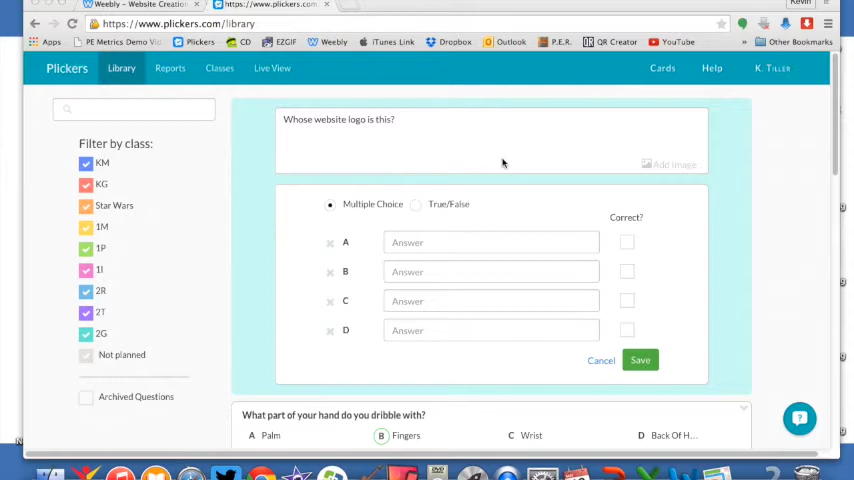 Weebly - Website Creation
https://www.plickers.com/
Kevin
https://www.plickers.com/library
Apps
PE Metrics Demo Vid
Plickers
CD
EZGIF
Weebly
iTunes Link
Dropbox
Outlook
P.E.R.
QR Creator
YouTube
»
Other Bookmarks
Plickers
Library
Reports
Classes
Live View
Cards
Help
K. Tiller
Filter by class:
KM
KG
Star Wars
1M
1P
1I
2R
2T
2G
Not planned
Archived Questions
Whose website logo is this?
Add Image
Multiple Choice
True/False
Correct?
A Answer
B Answer
C Answer
D Answer
Cancel
Save
What part of your hand do you dribble with?
A Palm
B Fingers
C Wrist
D Back Of H...